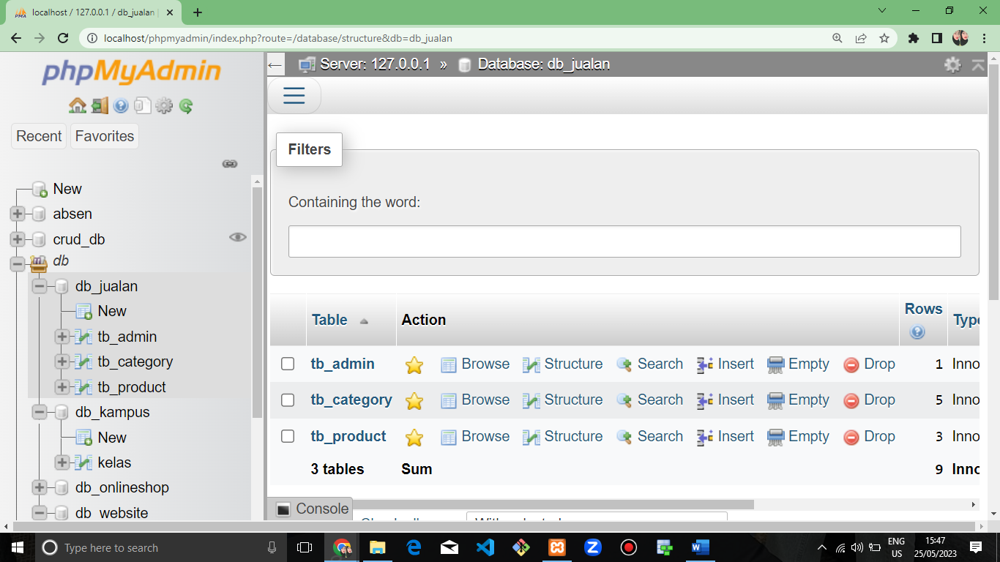 localhost / 127.0.0.1 / db_jualan |
localhost/phpmyadmin/index.php?route=/database/structure&db=db_jualan
phpMyAdmin
Recent Favorites
New
absen
crud_db
db
db_jualan
New
tb_admin
tb_category
tb_product
db_kampus
New
kelas
db_onlineshop
db_website
Server: 127.0.0.1 » Database: db_jualan
Filters
Containing the word:
Table Action Rows Type
tb_admin Browse Structure Search Insert Empty Drop 1 Inno
tb_category Browse Structure Search Insert Empty Drop 5 Inno
tb_product Browse Structure Search Insert Empty Drop 3 Inno
3 tables Sum 9 Inno
Console
Type here to search
ENG
US
15:47
25/05/2023